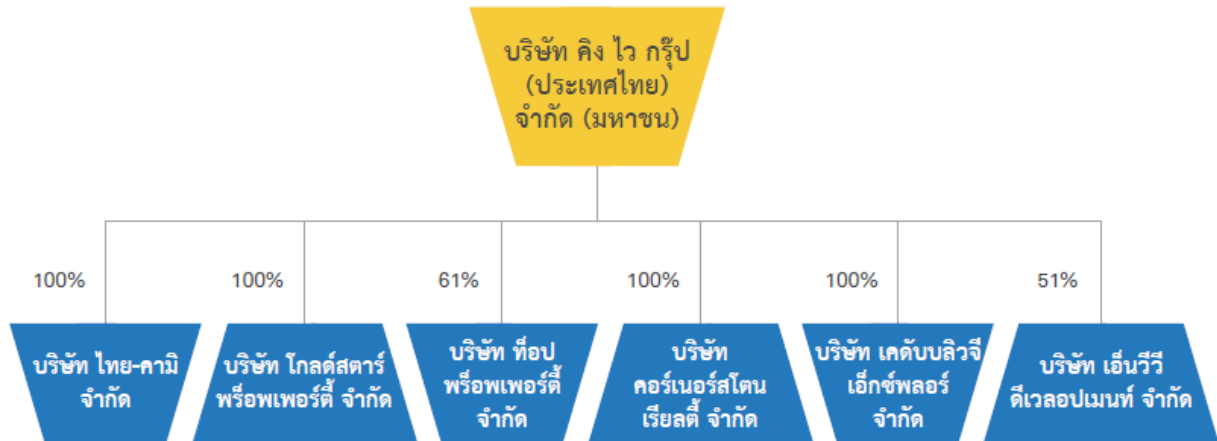 บริษัท คิง ไว กรุ๊ป
(ประเทศไทย)
จำกัด (มหาชน)
100%
100%
61%
100%
100%
51%
บริษัท ไทย-คามิ
จำกัด
บริษัท โกลด์สตาร์
พร็อพเพอร์ตี้ จำกัด
บริษัท ท็อป
พร็อพเพอร์ตี้
จำกัด
บริษัท
คอร์เนอร์สโตน
เรียลตี้ จำกัด
บริษัท เคดับบลิวจี
เอ็กซ์พลอร์
จำกัด
บริษัท เอ็นวีวี
ดีเวลอปเมนท์ จำกัด